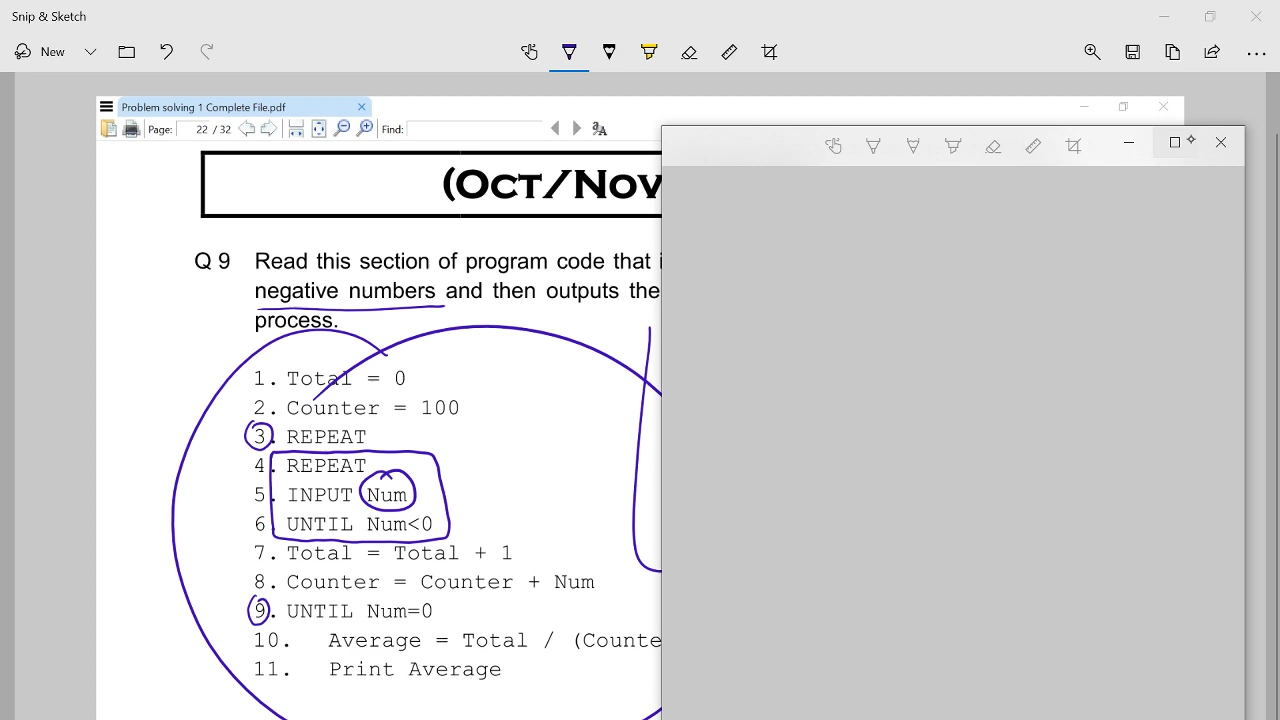 Snip & Sketch
New
Problem solving 1 Complete File.pdf
Page: 22 / 32 Find:
(OCT/NOV
Q 9 Read this section of program code that i
negative numbers and then outputs the
process.
1. Total = 0
2. Counter = 100
3. REPEAT
4. REPEAT
5. INPUT Num
6. UNTIL Num<0
7. Total = Total + 1
8. Counter = Counter + Num
9. UNTIL Num=0
10. Average = Total / (Counte
11. Print Average